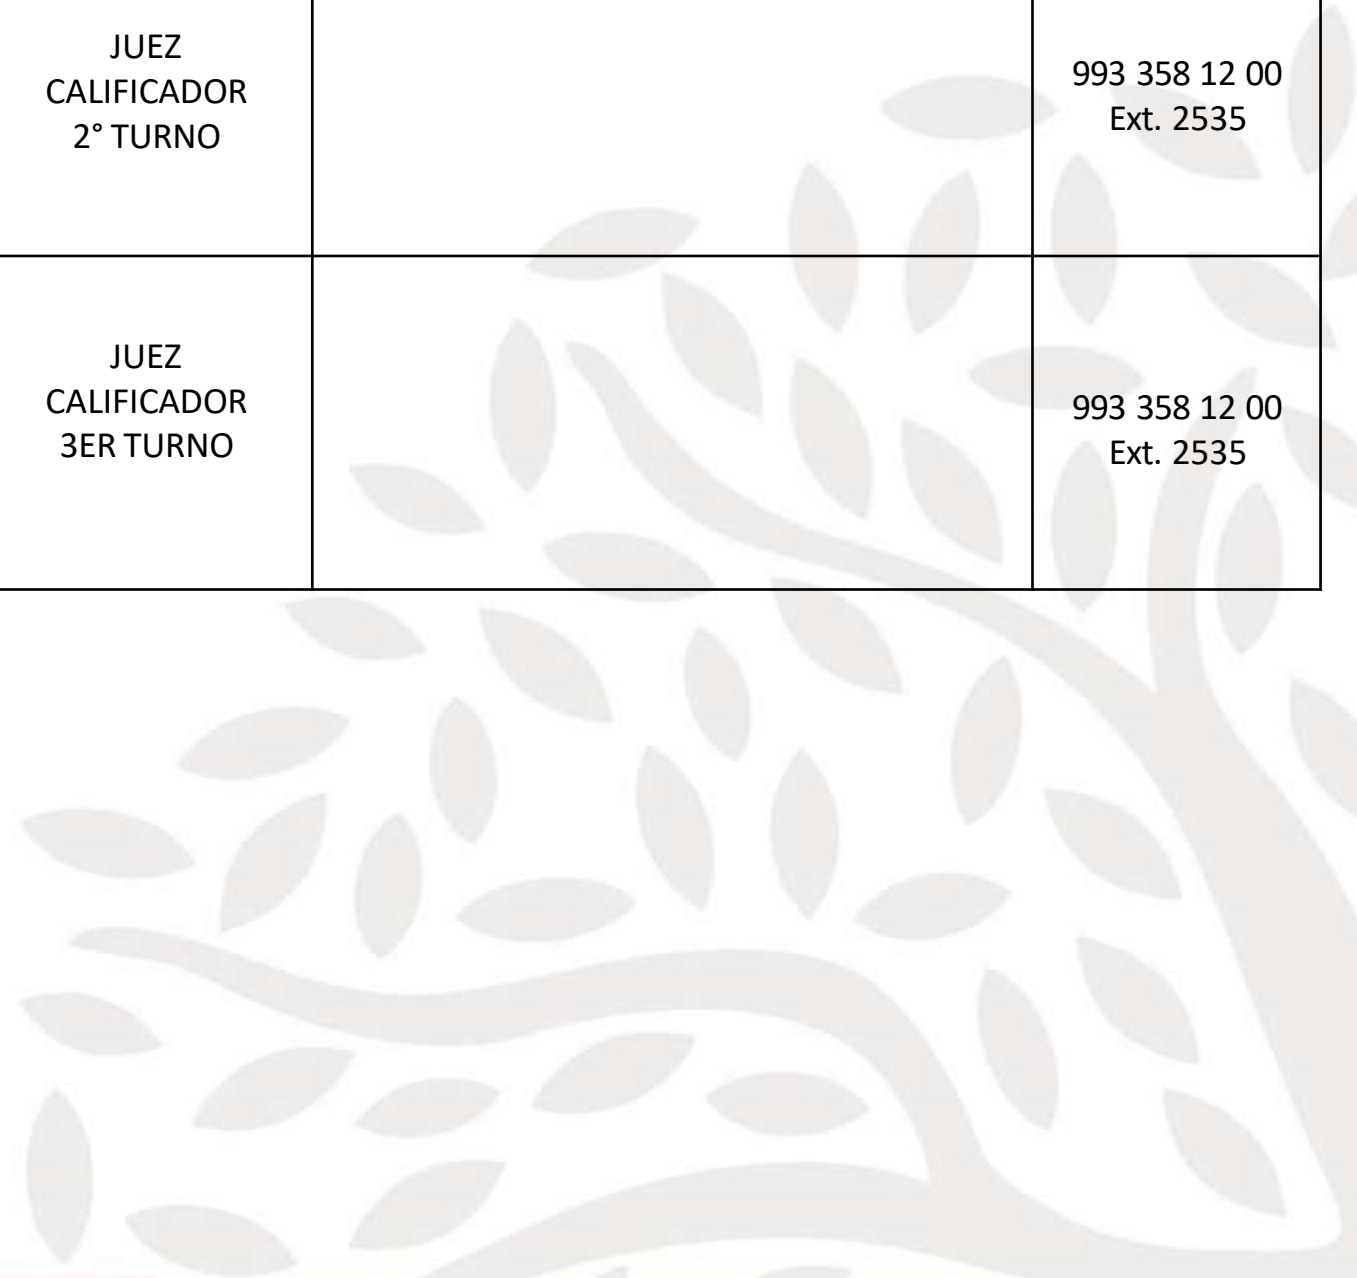 JUEZ
CALIFICADOR
2° TURNO
993 358 12 00
Ext. 2535
JUEZ
CALIFICADOR
3ER TURNO
993 358 12 00
Ext. 2535